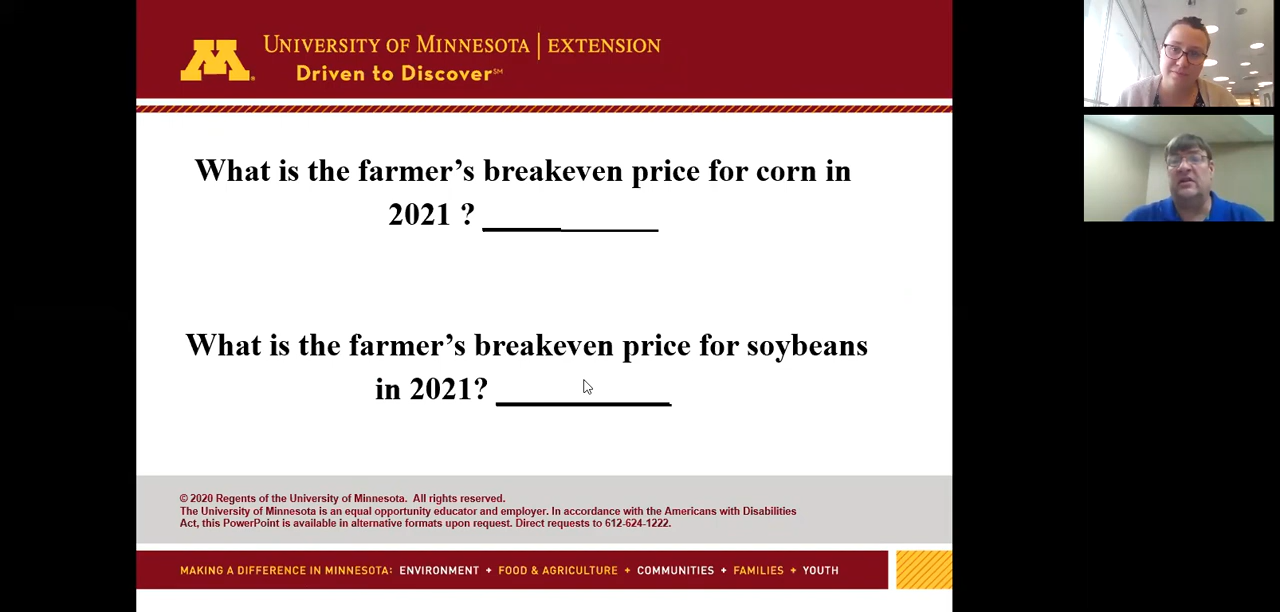 UNIVERSITY OF MINNESOTA | EXTENSION
Driven to Discover℠
What is the farmer's breakeven price for corn in
2021 ? ___________
What is the farmer's breakeven price for soybeans
in 2021? ___________
© 2020 Regents of the University of Minnesota.  All rights reserved.
The University of Minnesota is an equal opportunity educator and employer. In accordance with the Americans with Disabilities
Act, this PowerPoint is available in alternative formats upon request. Direct requests to 612-624-1222.
MAKING A DIFFERENCE IN MINNESOTA: ENVIRONMENT + FOOD & AGRICULTURE + COMMUNITIES + FAMILIES + YOUTH